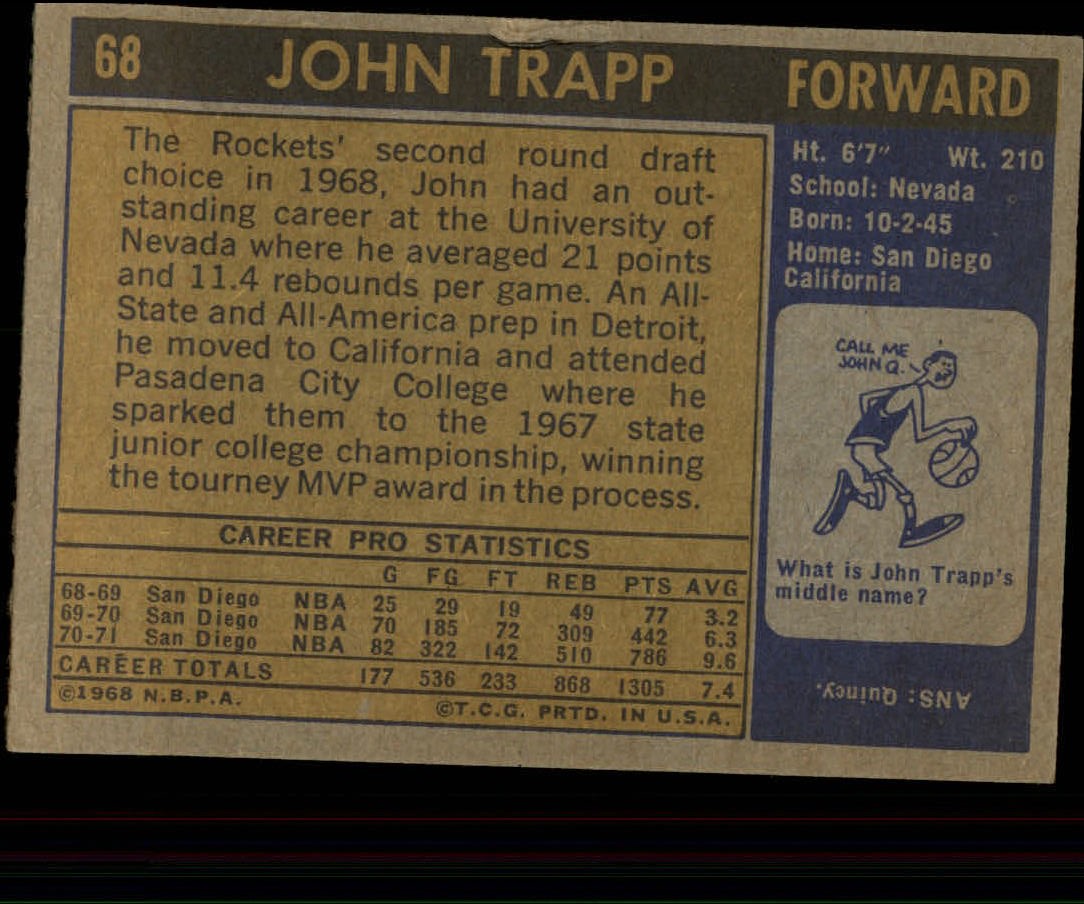 68 JOHN TRAPP FORWARD
The Rockets' second round draft
choice in 1968, John had an out-
standing career at the University of
Nevada where he averaged 21 points
and 11.4 rebounds per game. An All-
State and All-America prep in Detroit,
he moved to California and attended
Pasadena City College where he
sparked them to the 1967 state
junior college championship, winning
the tourney MVP award in the process.
CAREER PRO STATISTICS
G FG FT REB PTS AVG
68-69 San Diego NBA 25 29 19 49 77 3.2
69-70 San Diego NBA 70 185 72 309 442 6.3
70-71 San Diego NBA 82 322 142 510 786 9.6
CAREER TOTALS 177 536 233 868 1305 7.4
©1968 N.B.P.A. ©T.C.G. PRTD. IN U.S.A.
Ht. 6'7" Wt. 210
School: Nevada
Born: 10-2-45
Home: San Diego
California
CALL ME
JOHN Q.
What is John Trapp's
middle name?
ANS: Quincy.